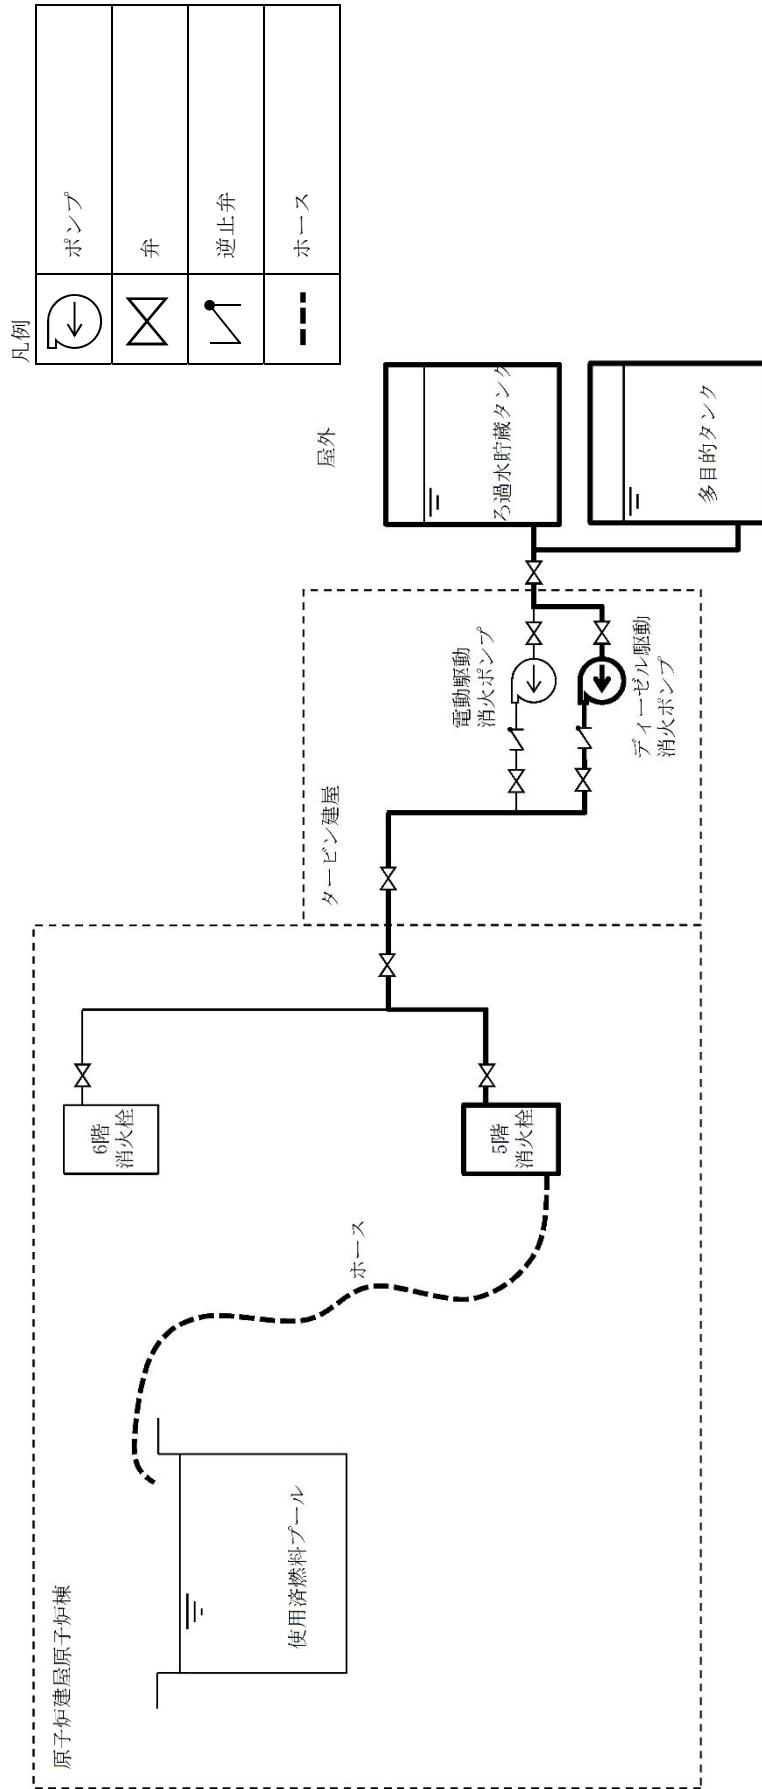 凡例
ポンプ
弁
逆止弁
ホース
屋外
ろ過水貯蔵タンク
多目的タンク
電動駆動
消火ポンプ
ディーゼル駆動
消火ポンプ
タービン建屋
6階
消火栓
5階
消火栓
ホース
使用済燃料プール
原子炉建屋原子炉棟